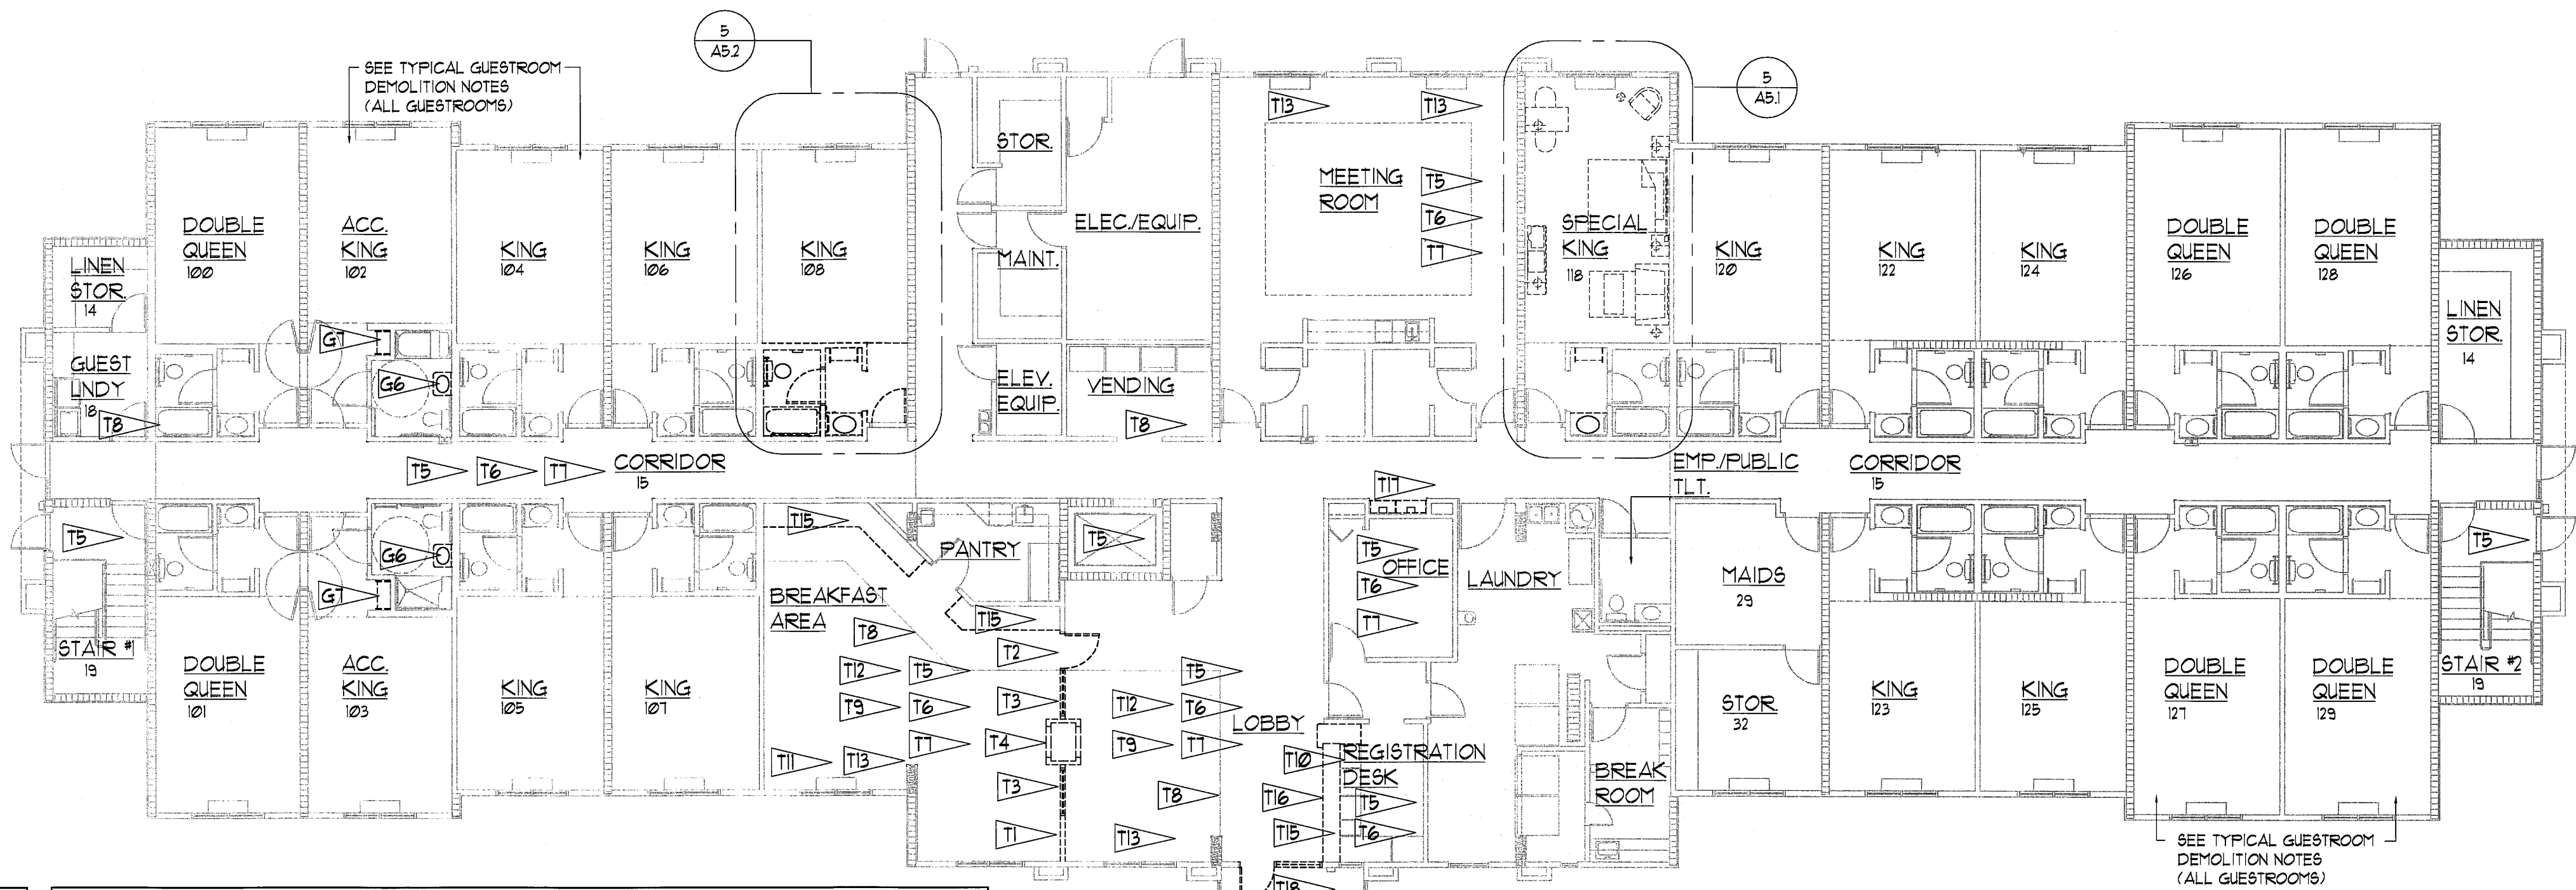 5
A5.2
SEE TYPICAL GUESTROOM
DEMOLITION NOTES
(ALL GUESTROOMS)
5
A5.1
T13
T13
STOR.
MEETING
ROOM
T5
T6
T7
ELEC./EQUIP.
MAINT.
SPECIAL
KING
118
DOUBLE
QUEEN
100
ACC.
KING
102
KING
104
KING
106
KING
108
KING
120
KING
122
KING
124
DOUBLE
QUEEN
126
DOUBLE
QUEEN
128
LINEN
STOR.
14
LINEN
STOR.
14
GUEST
LNDY
18
T8
G7
G6
ELEV.
EQUIP.
VENDING
T8
T5
T6
T7
CORRIDOR
15
EMP./PUBLIC
TLT.
CORRIDOR
15
T17
T5
T15
PANTRY
T5
T5
OFFICE
T6
T7
LAUNDRY
MAIDS
29
T5
G6
G7
BREAKFAST
AREA
T15
T8
T2
T12
T5
T9
T6
T3
T7
T4
T11
T13
T3
T1
T12
T5
T6
T9
T7
LOBBY
T8
T13
T10
REGISTRATION
DESK
T16
T5
T15
T6
T18
BREAK
ROOM
STOR.
32
STAIR #1
19
DOUBLE
QUEEN
101
ACC.
KING
103
KING
105
KING
107
KING
123
KING
125
DOUBLE
QUEEN
127
DOUBLE
QUEEN
129
STAIR #2
19
SEE TYPICAL GUESTROOM
DEMOLITION NOTES
(ALL GUESTROOMS)